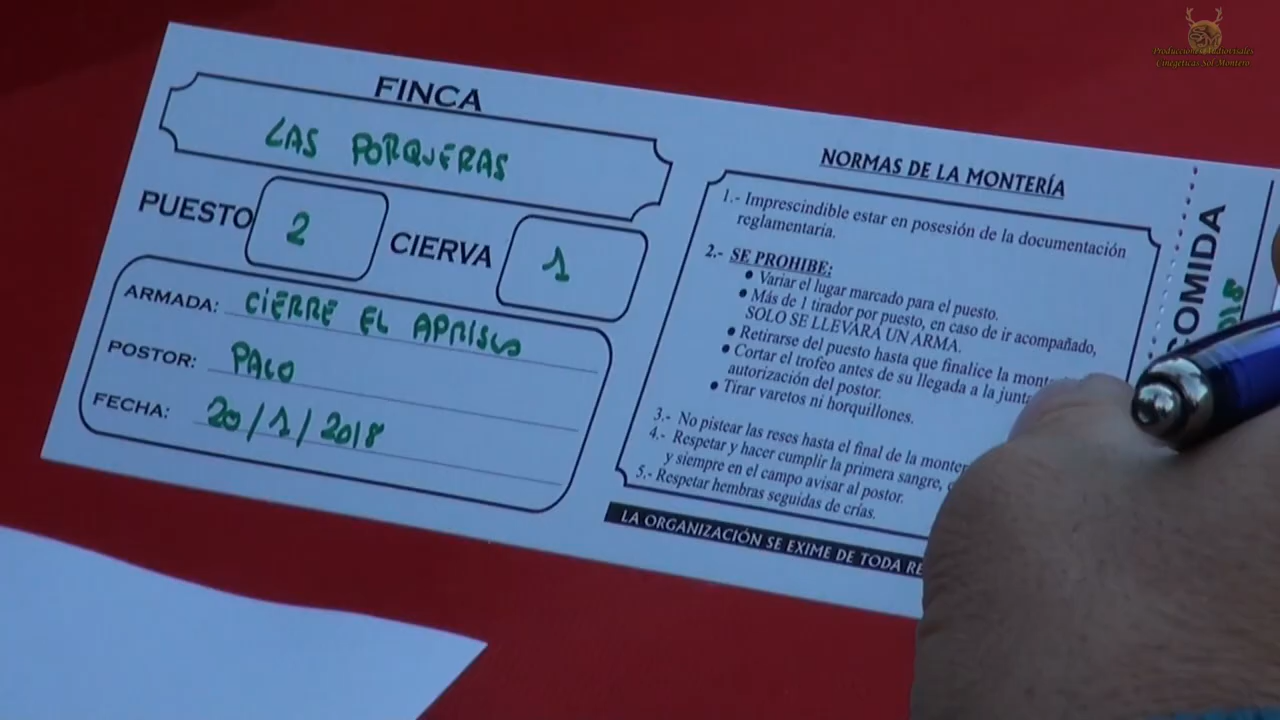 Producciones Audiovisuales
Cinegéticas Sol Montero
FINCA
LAS PORQUERAS
PUESTO 2 CIERVA 1
ARMADA: CIERRE EL APRISCO
POSTOR: PACO
FECHA: 20/1/2018
NORMAS DE LA MONTERÍA
1.- Imprescindible estar en posesión de la documentación
reglamentaria.
2.- SE PROHIBE:
• Variar el lugar marcado para el puesto.
• Más de 1 tirador por puesto, en caso de ir acompañado,
SOLO SE LLEVARÁ UN ARMA.
• Retirarse del puesto hasta que finalice la
• Cortar el trofeo antes de su llegada a la
autorización del postor.
• Tirar varetos ni horquillones.
3.- No pistear las reses hasta el final de la
4.- Respetar y hacer cumplir la primera sangre,
y siempre en el campo avisar al postor.
5.- Respetar hembras seguidas de crías.
LA ORGANIZACIÓN SE EXIME DE TODA
COMIDA